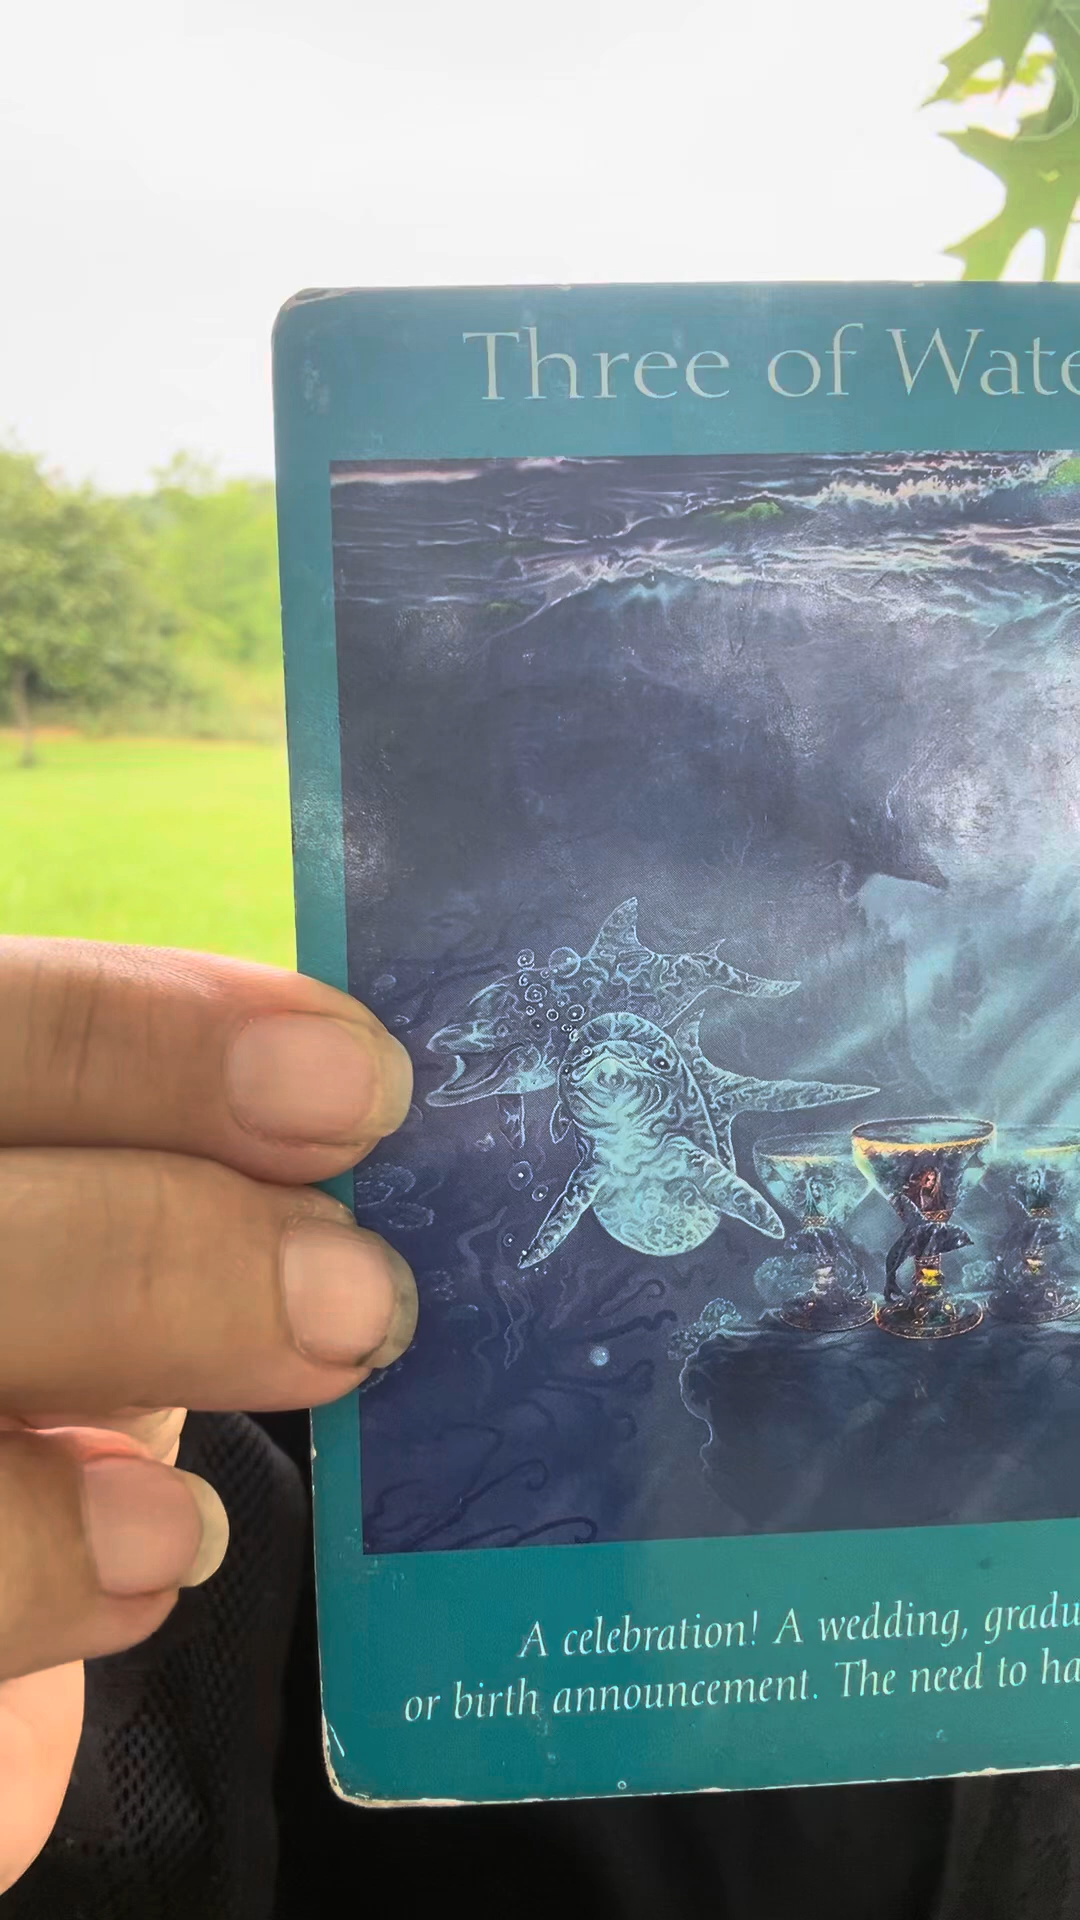 Three of Wate
A celebration! A wedding, gradu
or birth announcement. The need to ha